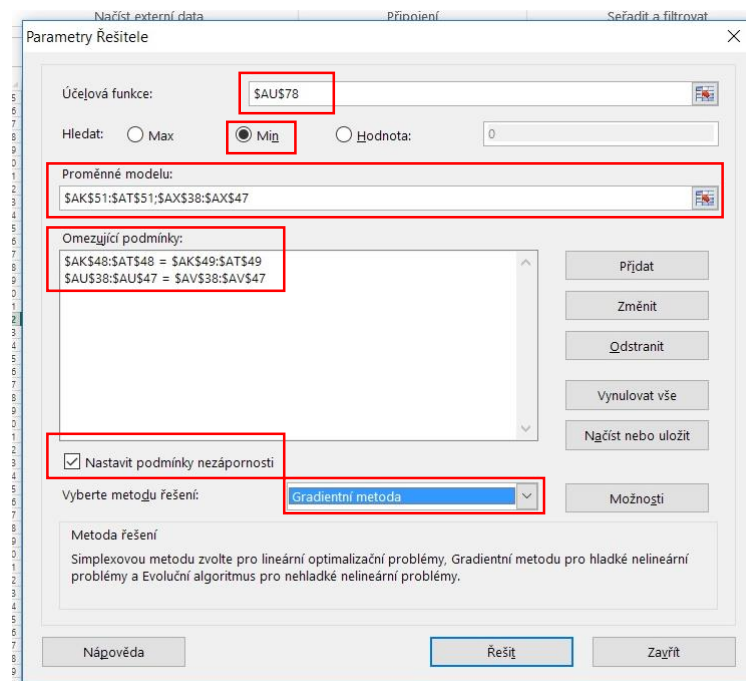 Načíst externí data Připojení Seřadit a filtrovat
Parametry Řešitele
Účelová funkce: $AU$78
Hledat: Max Min Hodnota: 0
Proměnné modelu:
$AK$51:$AT$51;$AX$38:$AX$47
Omezující podmínky:
$AK$48:$AT$48 = $AK$49:$AT$49
$AU$38:$AU$47 = $AV$38:$AV$47
Přidat
Změnit
Odstranit
Vynulovat vše
Načíst nebo uložit
Nastavit podmínky nezápornosti
Vyberte metodu řešení: Gradientní metoda Možnosti
Metoda řešení
Simplexovou metodu zvolte pro lineární optimalizační problémy, Gradientní metodu pro hladké nelineární
problémy a Evoluční algoritmus pro nehladké nelineární problémy.
Nápověda Řešit Zavřít